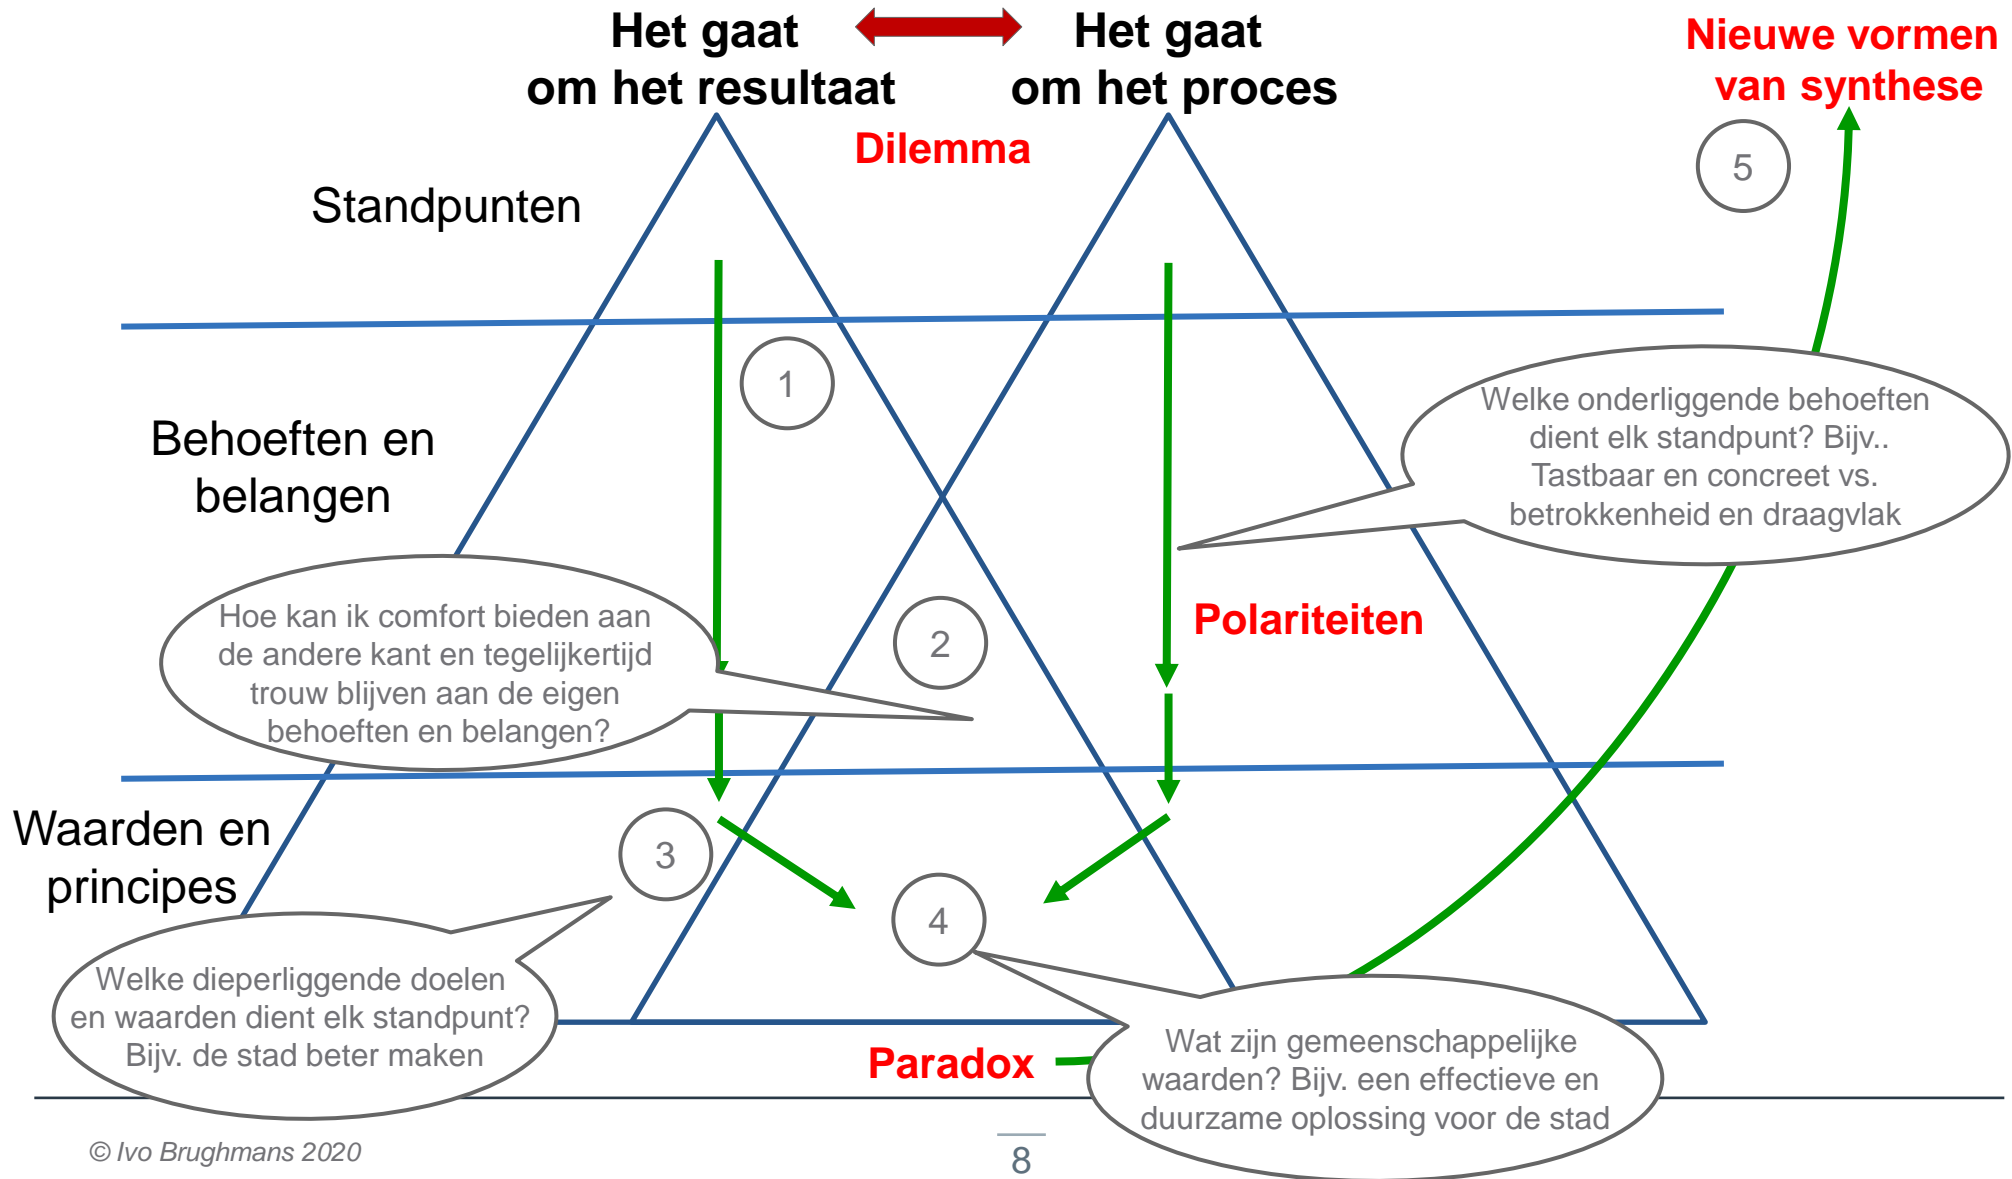 Het gaat
om het resultaat
Het gaat
om het proces
Nieuwe vormen
van synthese
Dilemma
5
Standpunten
1
Behoeften en
belangen
Welke onderliggende behoeften
dient elk standpunt? Bijv..
Tastbaar en concreet vs.
betrokkenheid en draagvlak
Hoe kan ik comfort bieden aan
de andere kant en tegelijkertijd
trouw blijven aan de eigen
behoeften en belangen?
2
Polariteiten
Waarden en
principes
3
4
Welke dieperliggende doelen
en waarden dient elk standpunt?
Bijv. de stad beter maken
Paradox
Wat zijn gemeenschappelijke
waarden? Bijv. een effectieve en
duurzame oplossing voor de stad
© Ivo Brughmans 2020
8